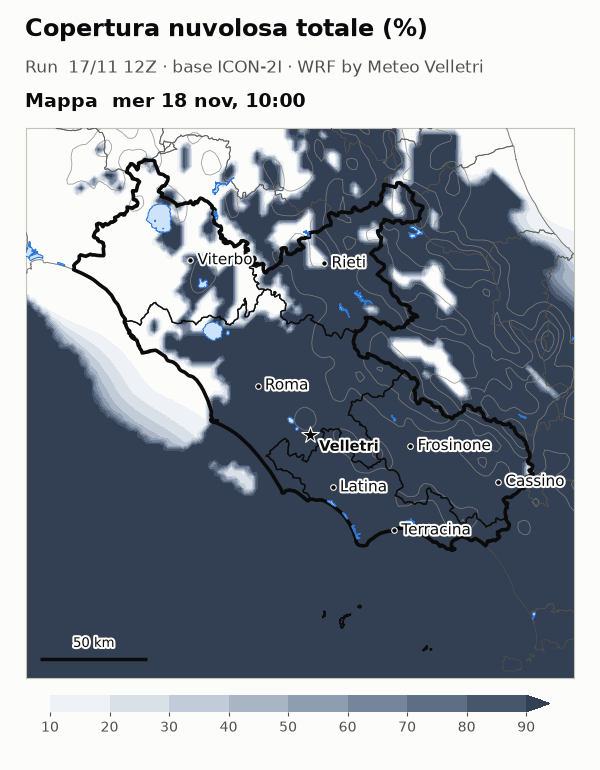 Copertura nuvolosa totale (%)
Run 17/11 12Z · base ICON-2I · WRF by Meteo Velletri
Mappa mer 18 nov, 10:00
Viterbo
Rieti
Roma
Velletri
Frosinone
Cassino
Latina
Terracina
50 km
10 20 30 40 50 60 70 80 90